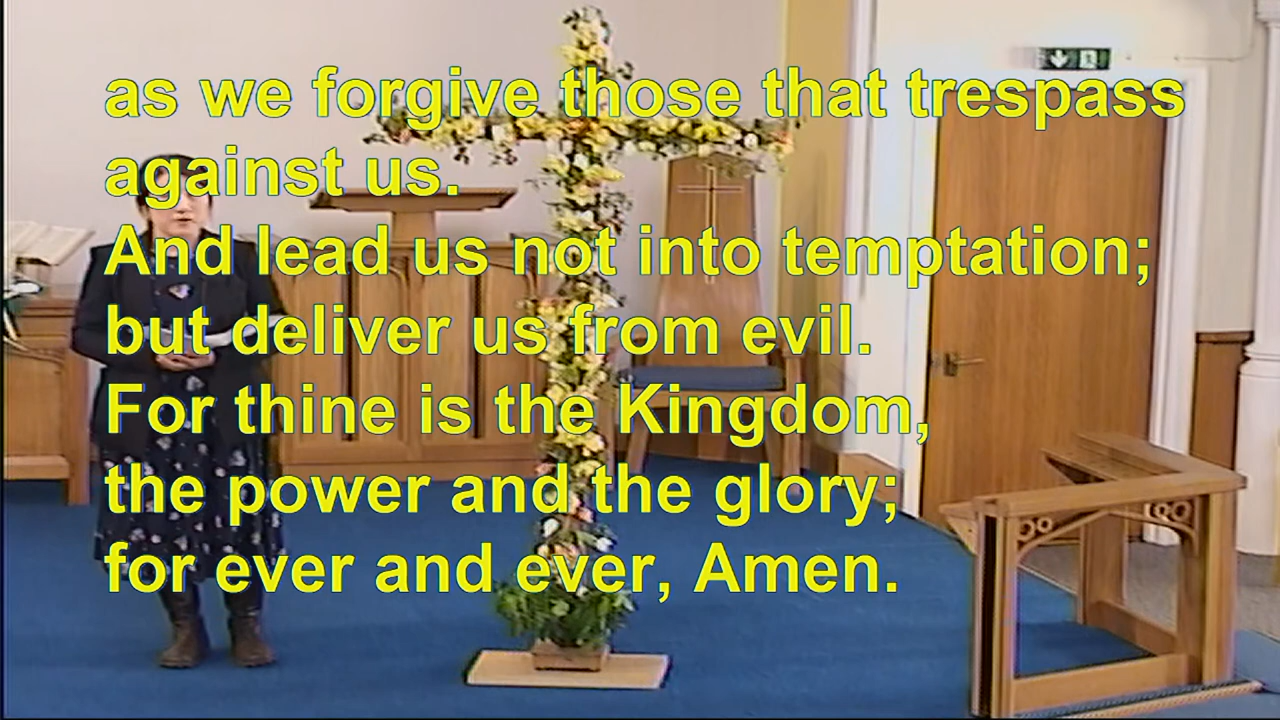 as we forgive those that trespass
against us.
And lead us not into temptation;
but deliver us from evil.
For thine is the Kingdom,
the power and the glory;
for ever and ever, Amen.